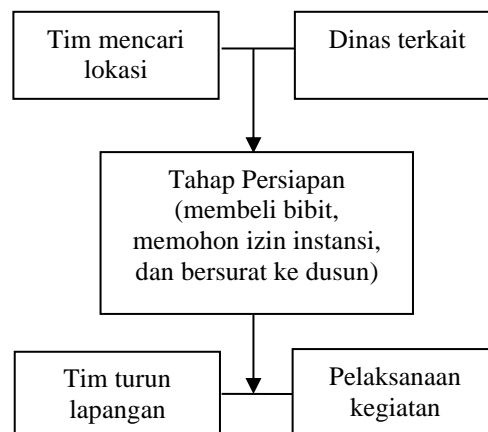 Tim mencari
lokasi
Dinas terkait
Tahap Persiapan
(membeli bibit,
memohon izin instansi,
dan bersurat ke dusun)
Tim turun
lapangan
Pelaksanaan
kegiatan